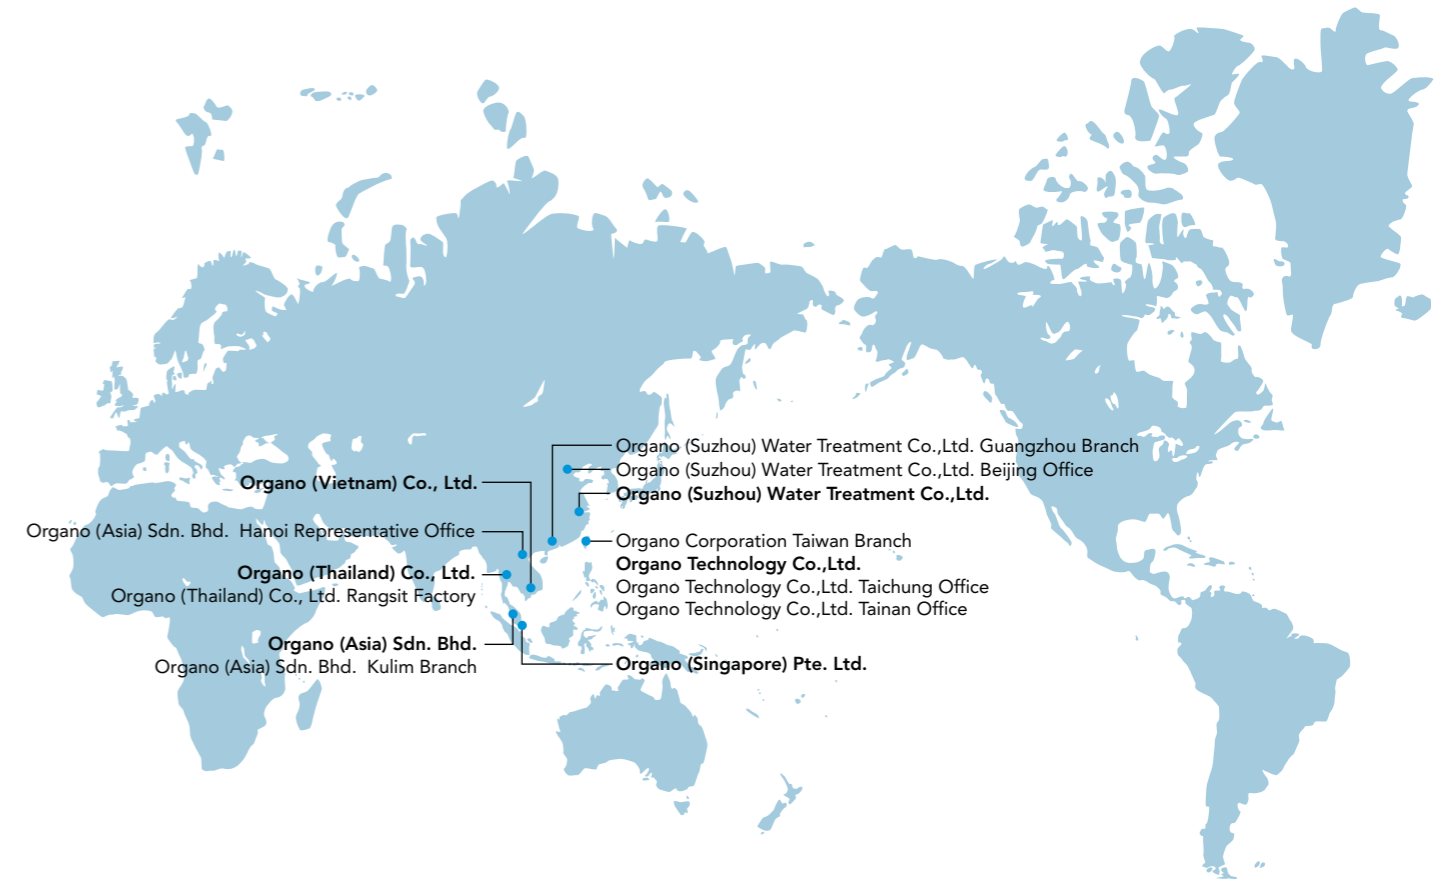 Organo (Suzhou) Water Treatment Co.,Ltd. Guangzhou Branch
Organo (Suzhou) Water Treatment Co.,Ltd. Beijing Office
Organo (Vietnam) Co., Ltd.
Organo (Suzhou) Water Treatment Co.,Ltd.
Organo (Asia) Sdn. Bhd.  Hanoi Representative Office
Organo Corporation Taiwan Branch
Organo Technology Co.,Ltd.
Organo Technology Co.,Ltd. Taichung Office
Organo Technology Co.,Ltd. Tainan Office
Organo (Thailand) Co., Ltd.
Organo (Thailand) Co., Ltd. Rangsit Factory
Organo (Asia) Sdn. Bhd.
Organo (Asia) Sdn. Bhd.  Kulim Branch
Organo (Singapore) Pte. Ltd.